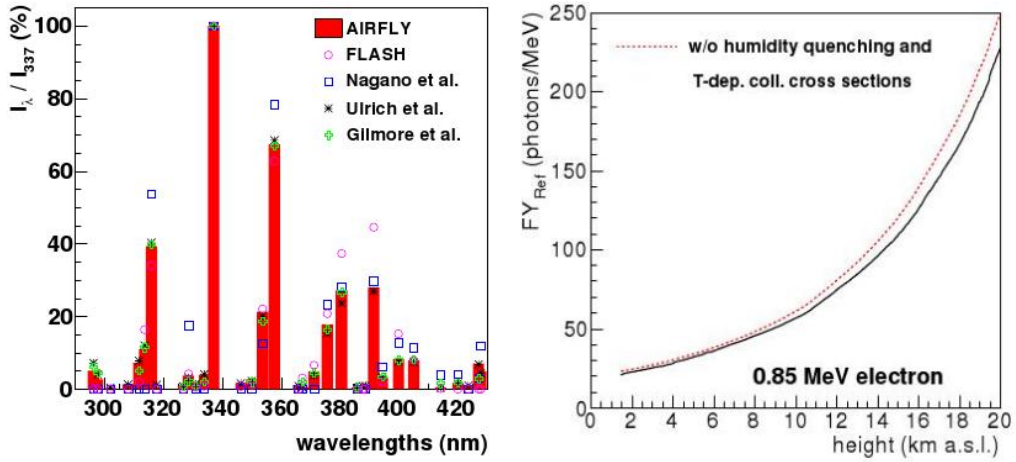 I_λ / I_337 (%)
100
80
60
40
20
0
AIRFLY
FLASH
Nagano et al.
Ulrich et al.
Gilmore et al.
300 320 340 360 380 400 420
wavelengths (nm)
FY_Ref (photons/MeV)
250
200
150
100
50
0
w/o humidity quenching and
T-dep. coll. cross sections
0.85 MeV electron
0 2 4 6 8 10 12 14 16 18 20
height (km a.s.l.)